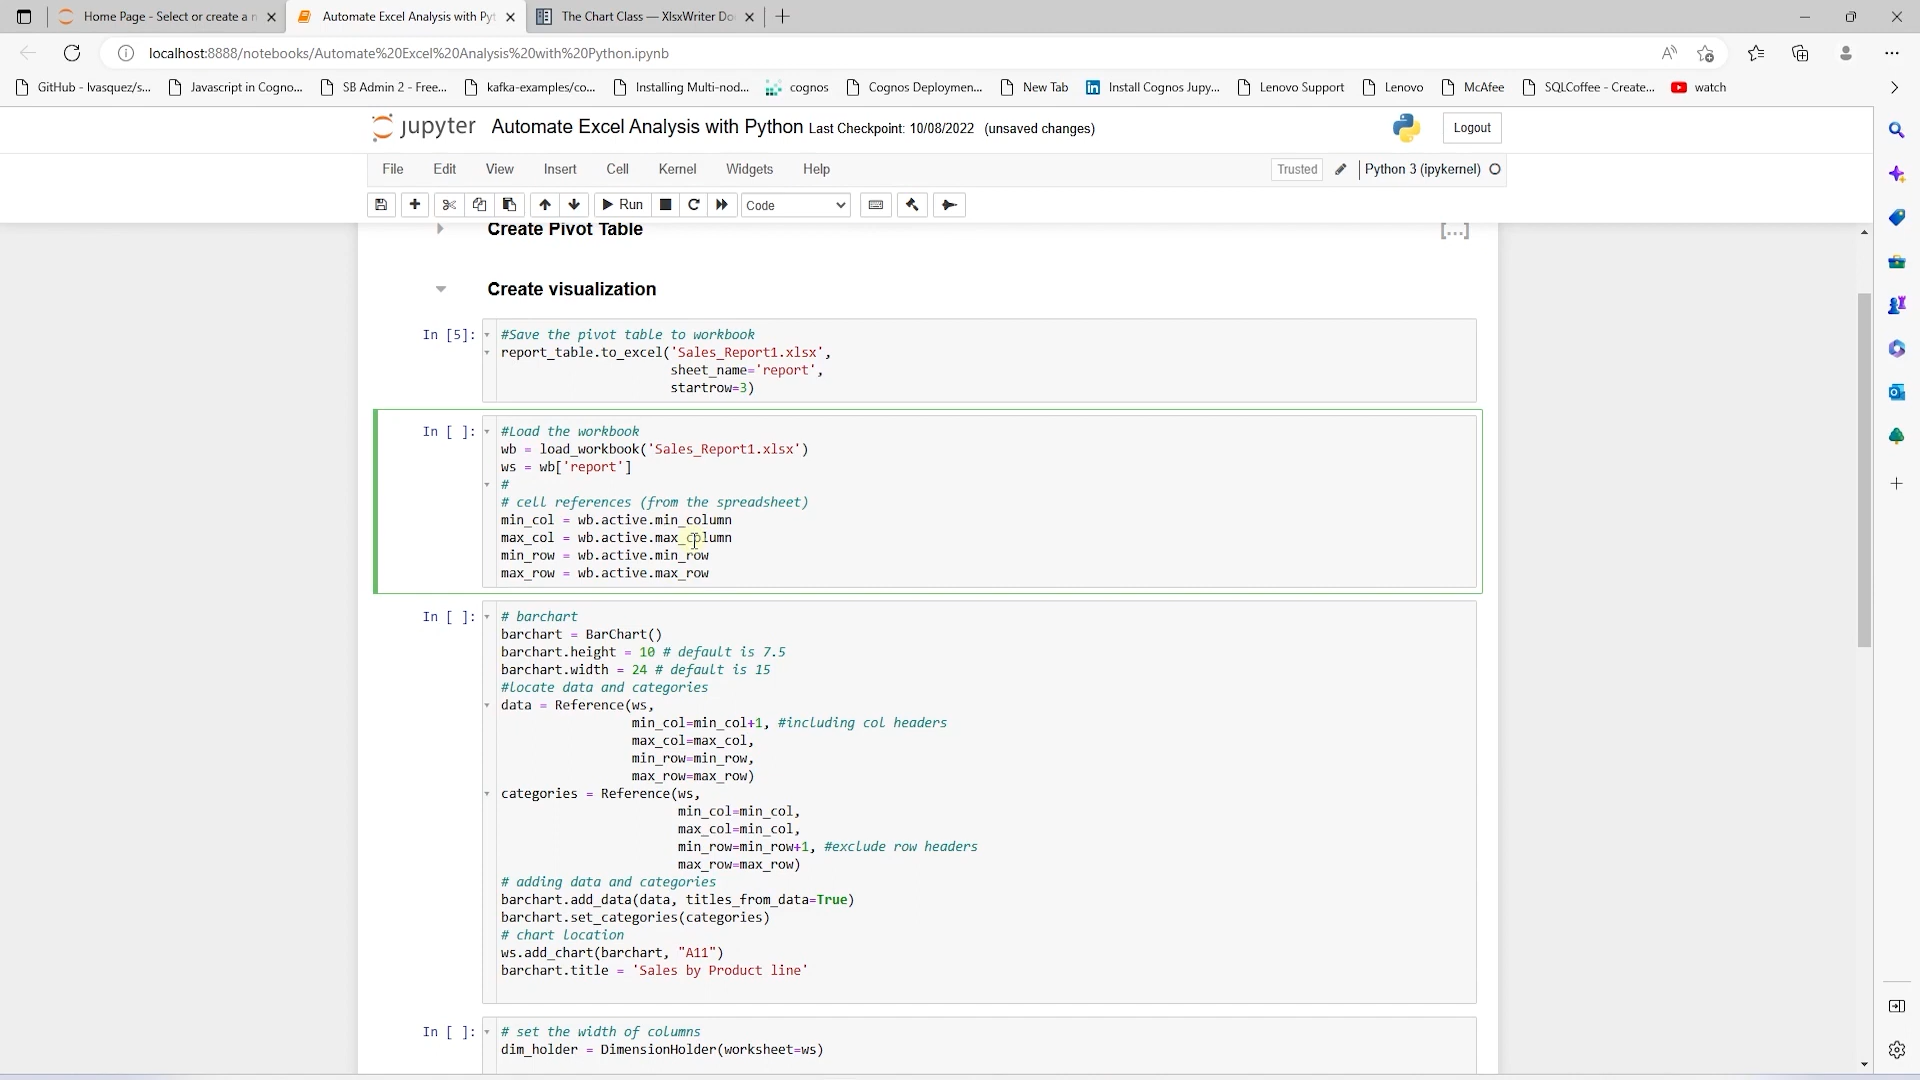 Home Page - Select or create a n
Automate Excel Analysis with Pyt
The Chart Class — XlsxWriter Do
localhost:8888/notebooks/Automate%20Excel%20Analysis%20with%20Python.ipynb
GitHub - lvasquez/s...
Javascript in Cogno...
SB Admin 2 - Free...
kafka-examples/co...
Installing Multi-nod...
cognos
Cognos Deploymen...
New Tab
Install Cognos Jupy...
Lenovo Support
Lenovo
McAfee
SQLCoffee - Create...
watch
jupyter Automate Excel Analysis with Python Last Checkpoint: 10/08/2022 (unsaved changes)
Logout
File Edit View Insert Cell Kernel Widgets Help
Trusted
Python 3 (ipykernel)
Run
Code
Create Pivot Table
[...]
Create visualization
In [5]:
#Save the pivot table to workbook
report_table.to_excel('Sales_Report1.xlsx',
sheet_name='report',
startrow=3)
In [ ]:
#Load the workbook
wb = load_workbook('Sales_Report1.xlsx')
ws = wb['report']
#
# cell references (from the spreadsheet)
min_col = wb.active.min_column
max_col = wb.active.max_column
min_row = wb.active.min_row
max_row = wb.active.max_row
In [ ]:
# barchart
barchart = BarChart()
barchart.height = 10 # default is 7.5
barchart.width = 24 # default is 15
#locate data and categories
data = Reference(ws,
min_col=min_col+1, #including col headers
max_col=max_col,
min_row=min_row,
max_row=max_row)
categories = Reference(ws,
min_col=min_col,
max_col=min_col,
min_row=min_row+1, #exclude row headers
max_row=max_row)
# adding data and categories
barchart.add_data(data, titles_from_data=True)
barchart.set_categories(categories)
# chart location
ws.add_chart(barchart, "A11")
barchart.title = 'Sales by Product line'
In [ ]:
# set the width of columns
dim_holder = DimensionHolder(worksheet=ws)